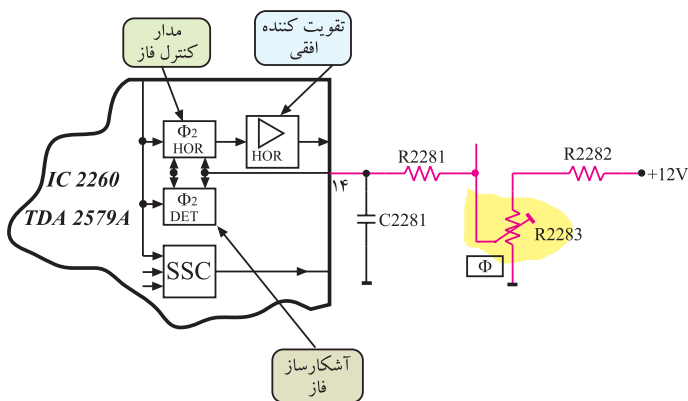 مدار
کنترل فاز
تقویت کننده
افقی
Φ2
HOR
HOR
IC 2260
TDA 2579A
Φ2
DET
SSC
۱۴
R2281
C2281
R2282
+12V
R2283
Φ
آشکارساز
فاز